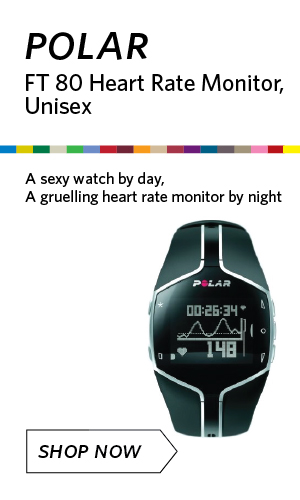 POLAR
FT 80 Heart Rate Monitor,
Unisex
A sexy watch by day,
A gruelling heart rate monitor by night
POLAR
00:26:34
148
SHOP NOW